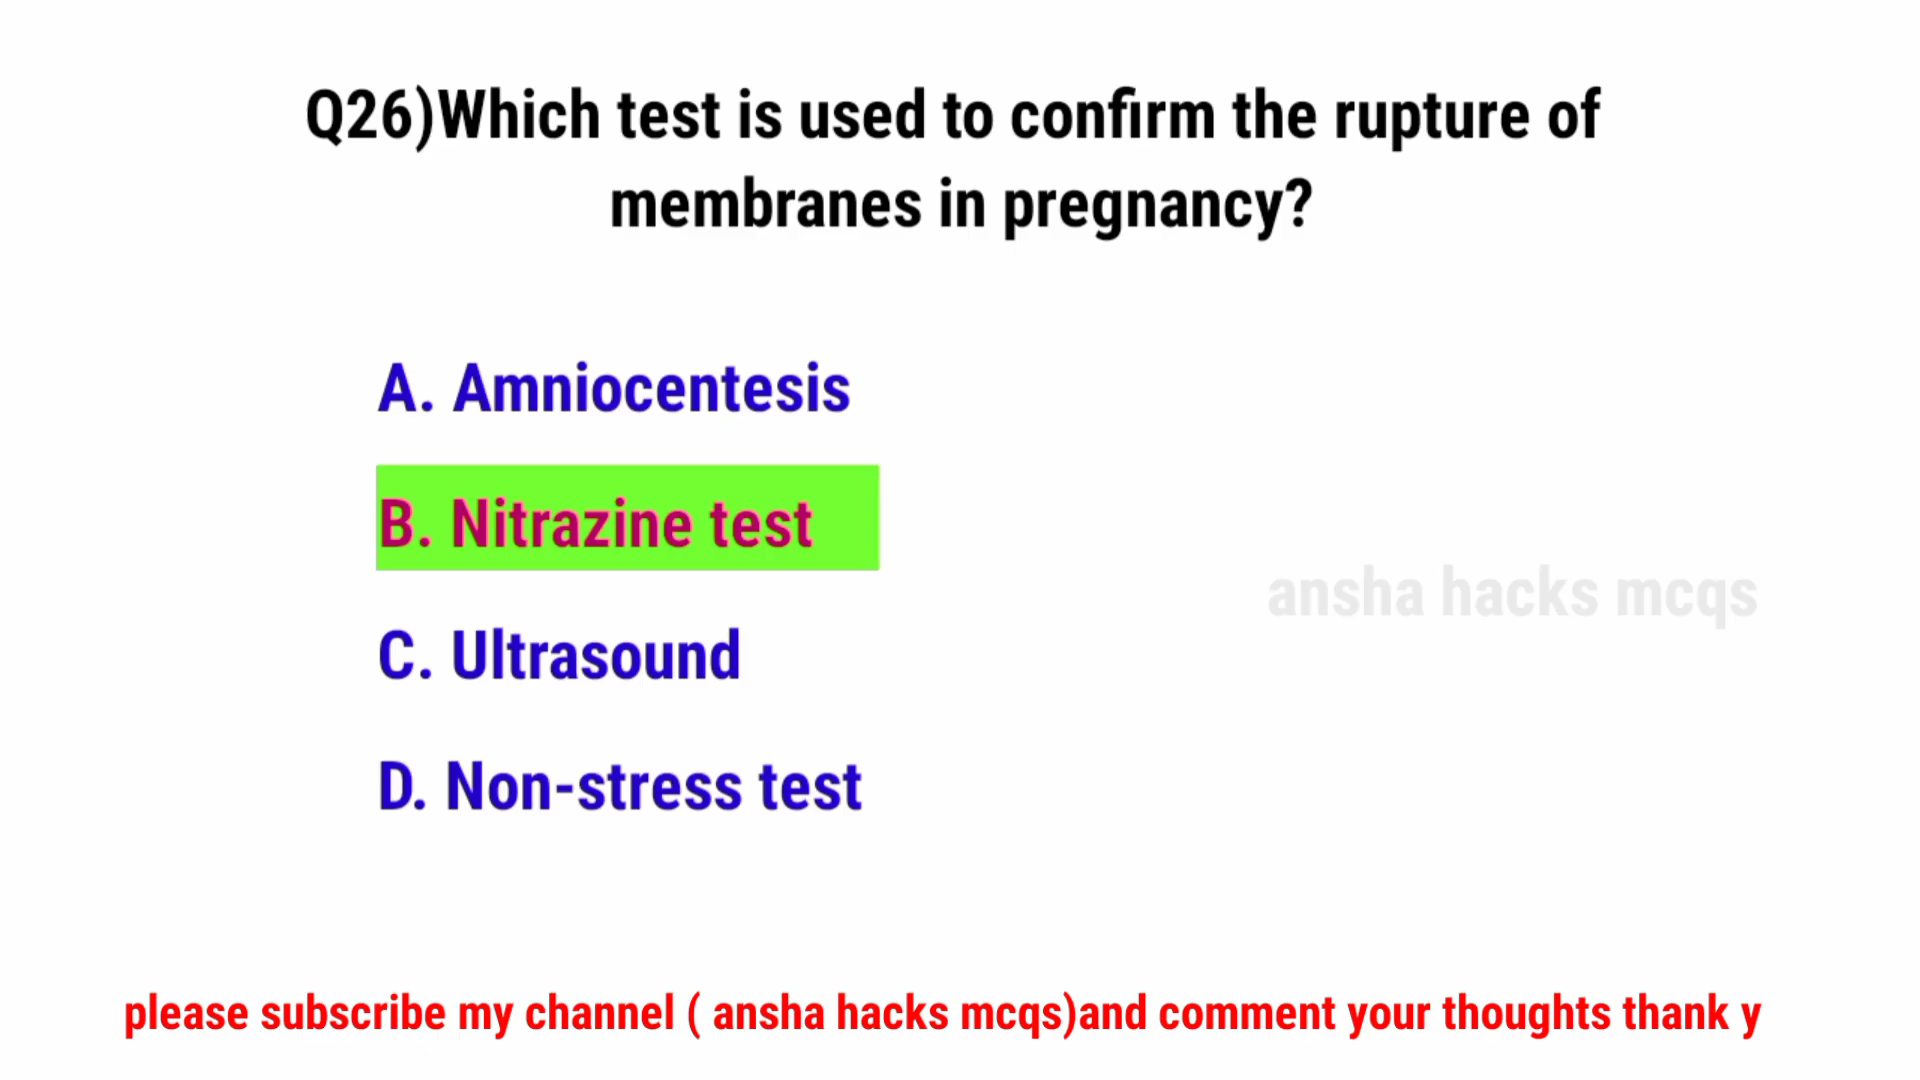 Q26)Which test is used to confirm the rupture of
membranes in pregnancy?
A. Amniocentesis
B. Nitrazine test
ansha hacks mcqs
C. Ultrasound
D. Non-stress test
please subscribe my channel ( ansha hacks mcqs)and comment your thoughts thank y